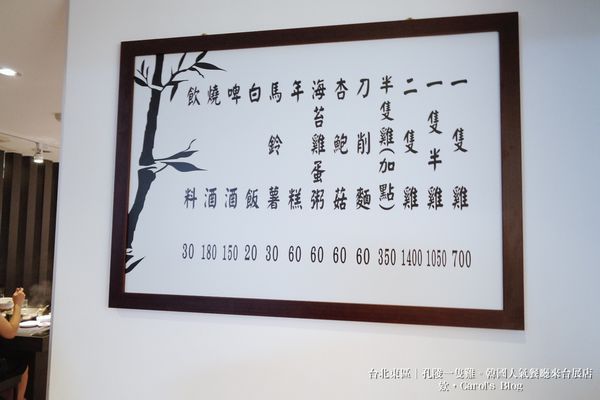 一隻雞 700
一隻半雞 1050
二隻雞 1400
半隻雞(加點) 350
刀削麵 60
杏鮑菇 60
海苔雞蛋粥 60
年糕 60
馬鈴薯 30
白飯 20
啤酒 150
燒酒 180
飲料 30
台北東區｜孔陵一隻雞‧韓國人氣餐廳來台展店
欸‧Carol's Blog